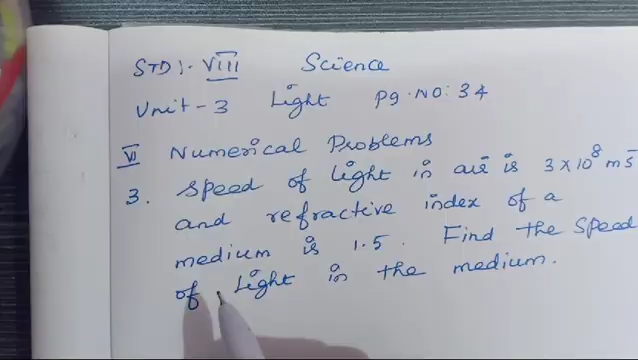 STD:- VIII Science
Unit-3 Light Pg.NO: 34
VI Numerical Problems
3. Speed of light in air is 3 x 10⁸ ms⁻
and refractive index of a
medium is 1.5. Find the speed
of light in the medium.